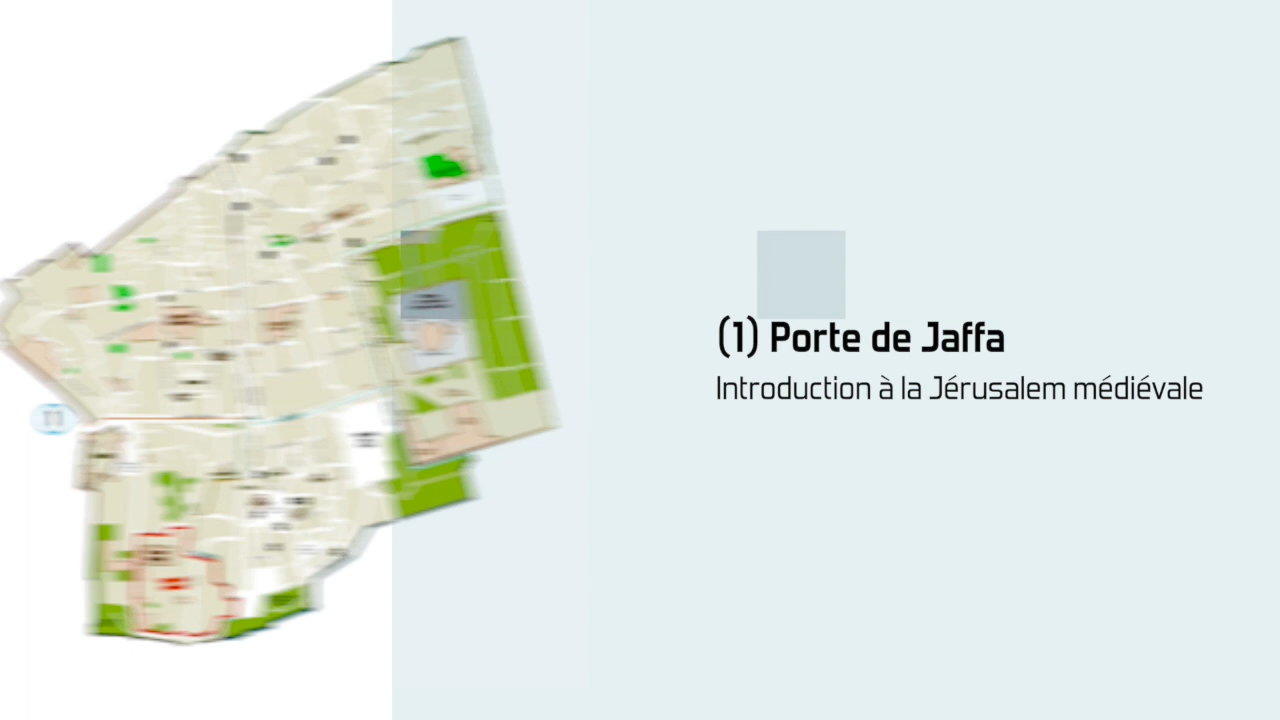 (1) Porte de Jaffa
Introduction à la Jérusalem médiévale